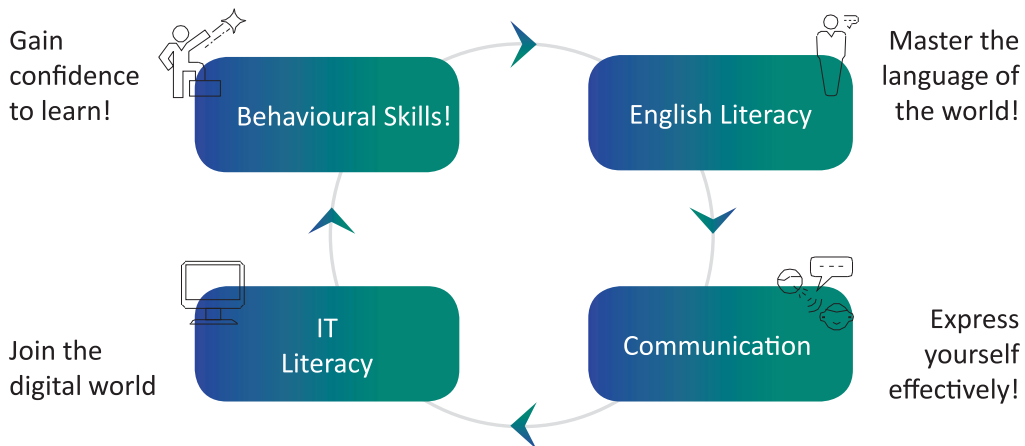 Gain
confidence
to learn!
Behavioural Skills!
English Literacy
Master the
language of
the world!
Join the
digital world
IT
Literacy
Communication
Express
yourself
effectively!